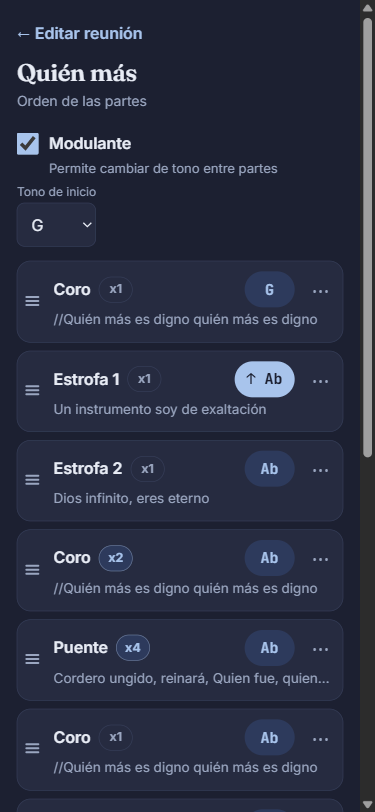 ← Editar reunión
Quién más
Orden de las partes
Modulante
Permite cambiar de tono entre partes
Tono de inicio
G
Coro x1 G ...
//Quién más es digno quién más es digno
Estrofa 1 x1 ↑ Ab ...
Un instrumento soy de exaltación
Estrofa 2 x1 Ab ...
Dios infinito, eres eterno
Coro x2 Ab ...
//Quién más es digno quién más es digno
Puente x4 Ab ...
Cordero ungido, reinará, Quien fue, quien...
Coro x1 Ab ...
//Quién más es digno quién más es digno